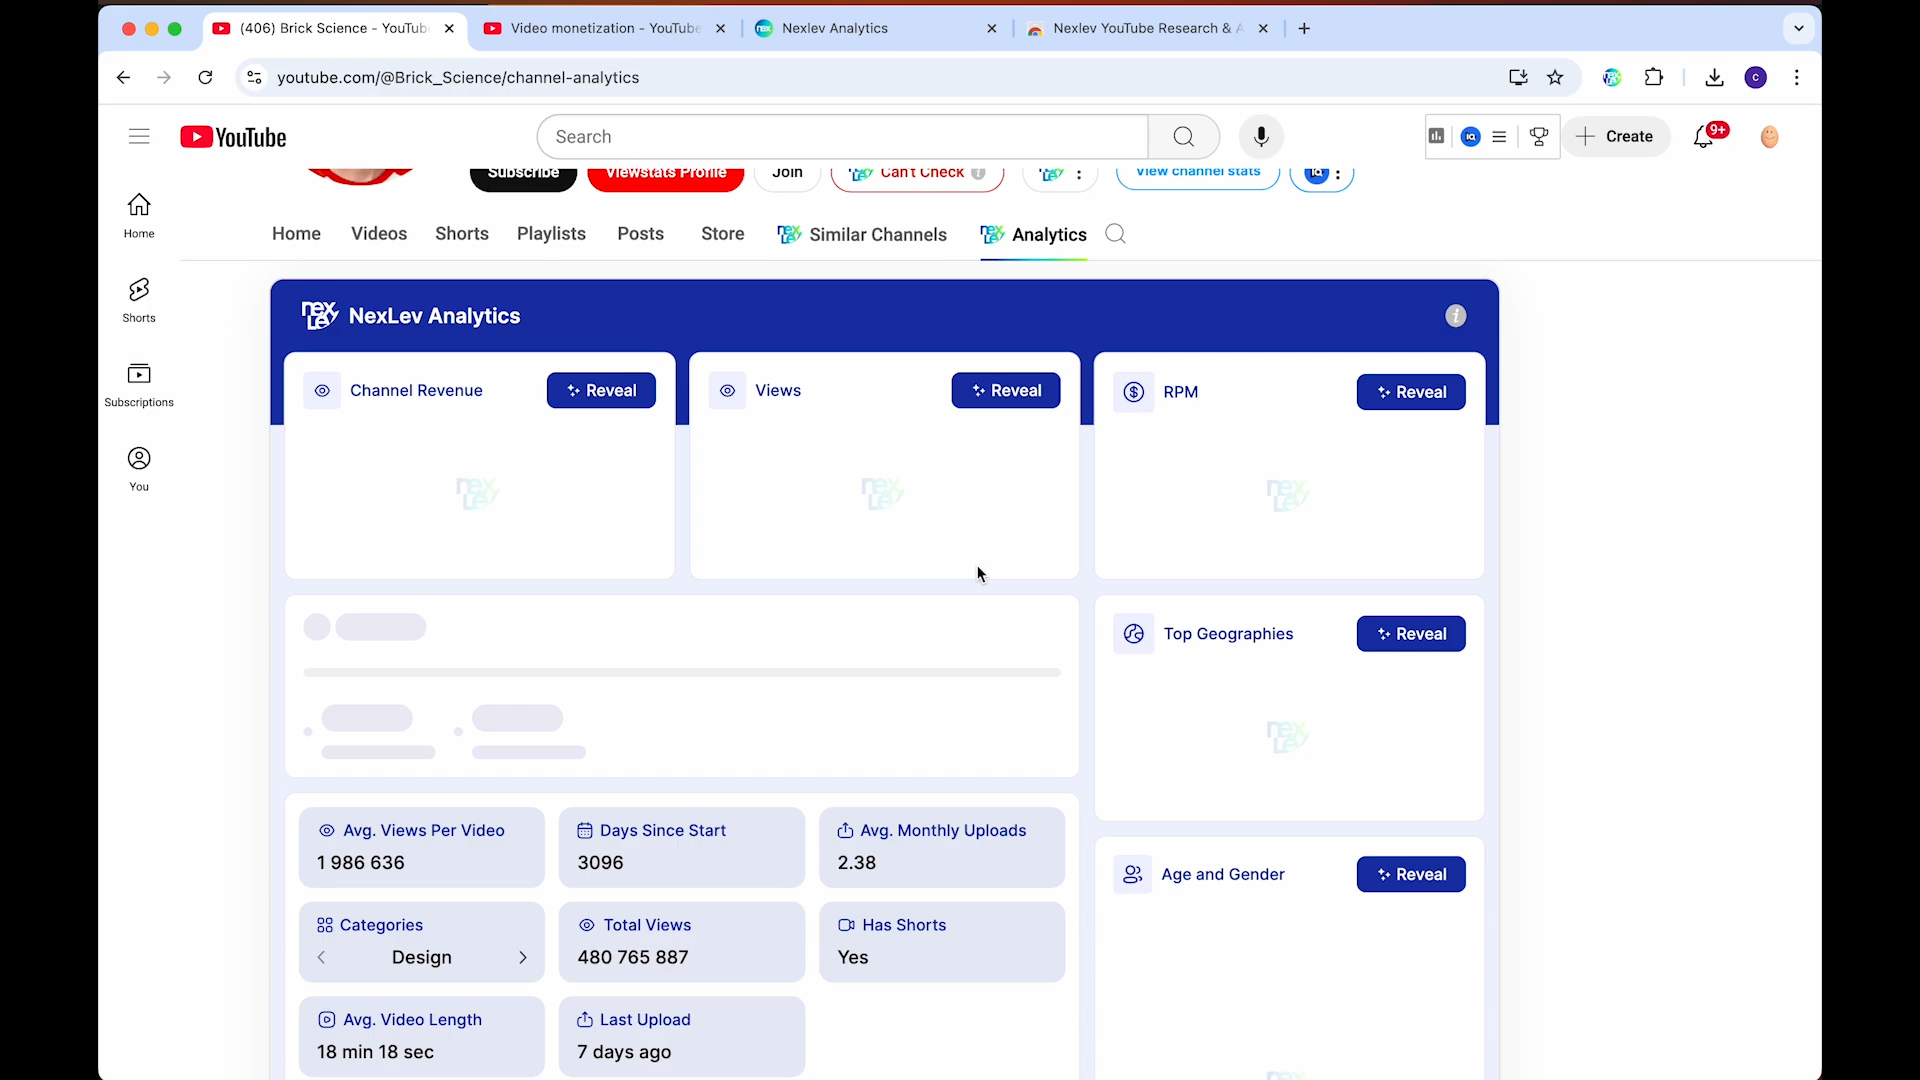 (406) Brick Science - YouTub
Video monetization - YouTube
Nexlev Analytics
Nexlev YouTube Research & A
youtube.com/@Brick_Science/channel-analytics
C
YouTube
Search
IQ
Create
9+
Subscribe
Viewstats Profile
Join
Can't Check
View channel stats
IQ
Home
Shorts
Subscriptions
You
Home
Videos
Shorts
Playlists
Posts
Store
Similar Channels
Analytics
nexLev
NexLev Analytics
Channel Revenue
Reveal
Views
Reveal
RPM
Reveal
Top Geographies
Reveal
Avg. Views Per Video
1 986 636
Days Since Start
3096
Avg. Monthly Uploads
2.38
Age and Gender
Reveal
Categories
Design
Total Views
480 765 887
Has Shorts
Yes
Avg. Video Length
18 min 18 sec
Last Upload
7 days ago